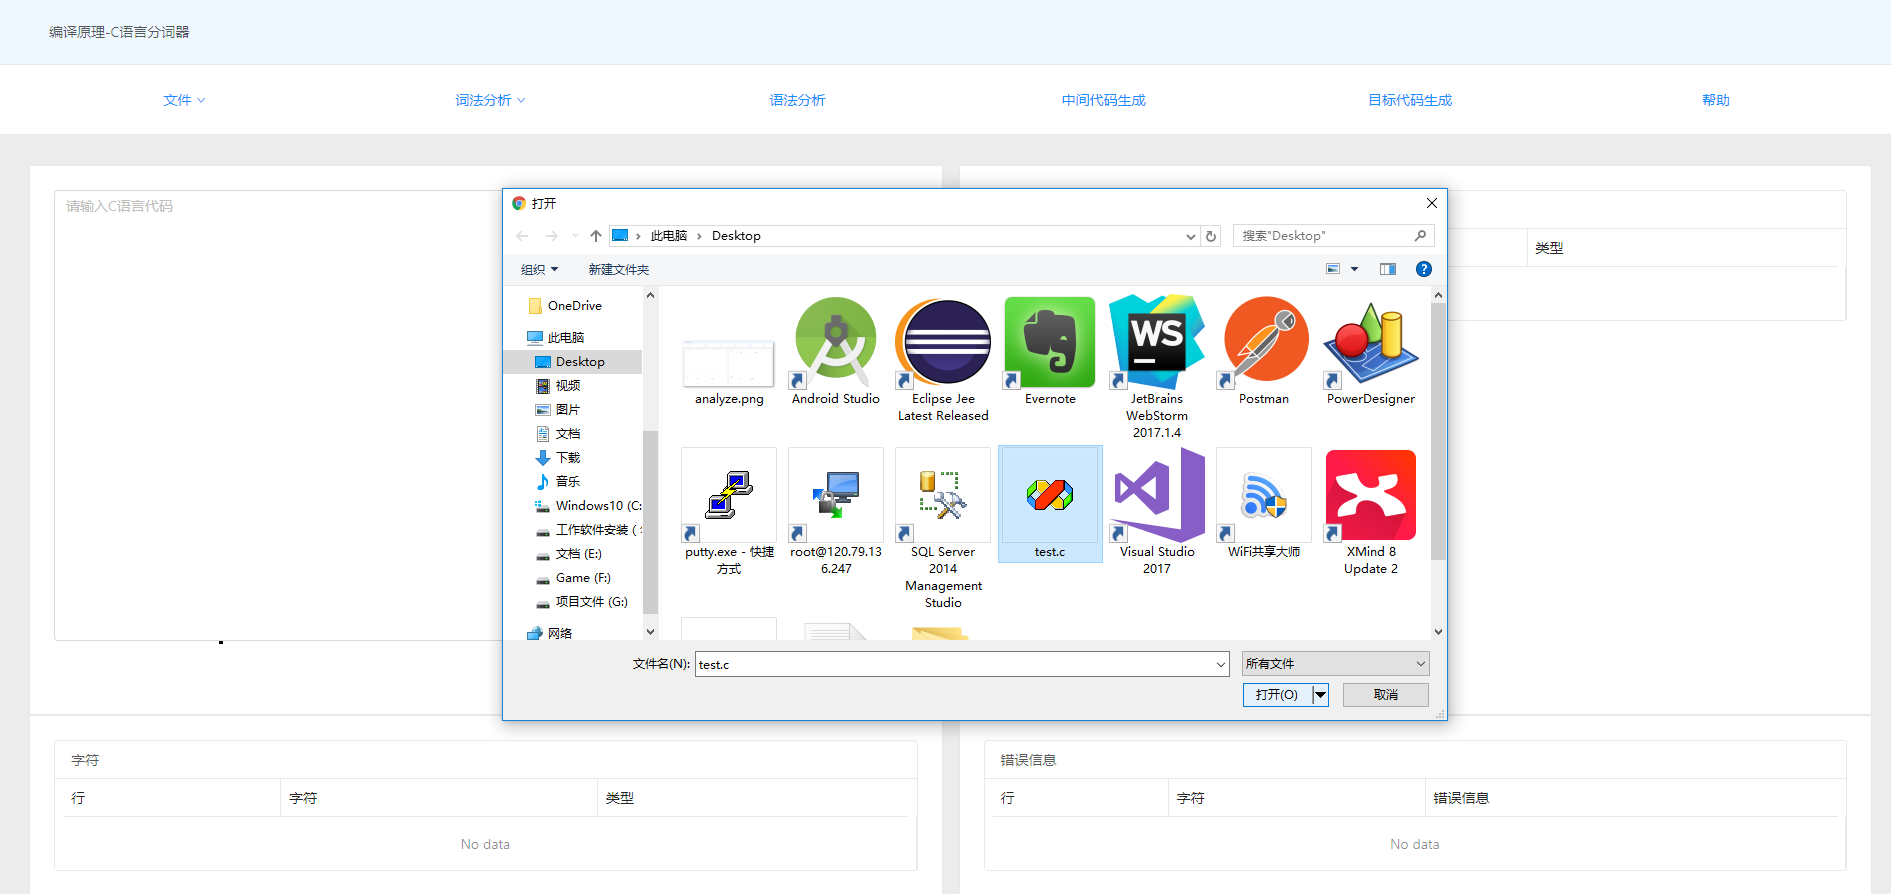 编译原理-C语言分词器
文件
词法分析
语法分析
中间代码生成
目标代码生成
帮助
请输入C语言代码
打开
此电脑
Desktop
搜索"Desktop"
组织
新建文件夹
OneDrive
此电脑
Desktop
视频
图片
文档
下载
音乐
Windows10 (C:
工作软件安装 (
文档 (E:)
Game (F:)
项目文件 (G:)
网络
analyze.png
Android Studio
Eclipse Jee
Latest Released
Evernote
WS
JetBrains
WebStorm
2017.1.4
Postman
PowerDesigner
putty.exe - 快捷
方式
root@120.79.13
6.247
SQL Server
2014
Management
Studio
test.c
Visual Studio
2017
WiFi共享大师
XMind 8
Update 2
文件名(N):
test.c
所有文件
打开(O)
取消
类型
字符
行
字符
类型
No data
错误信息
行
字符
错误信息
No data